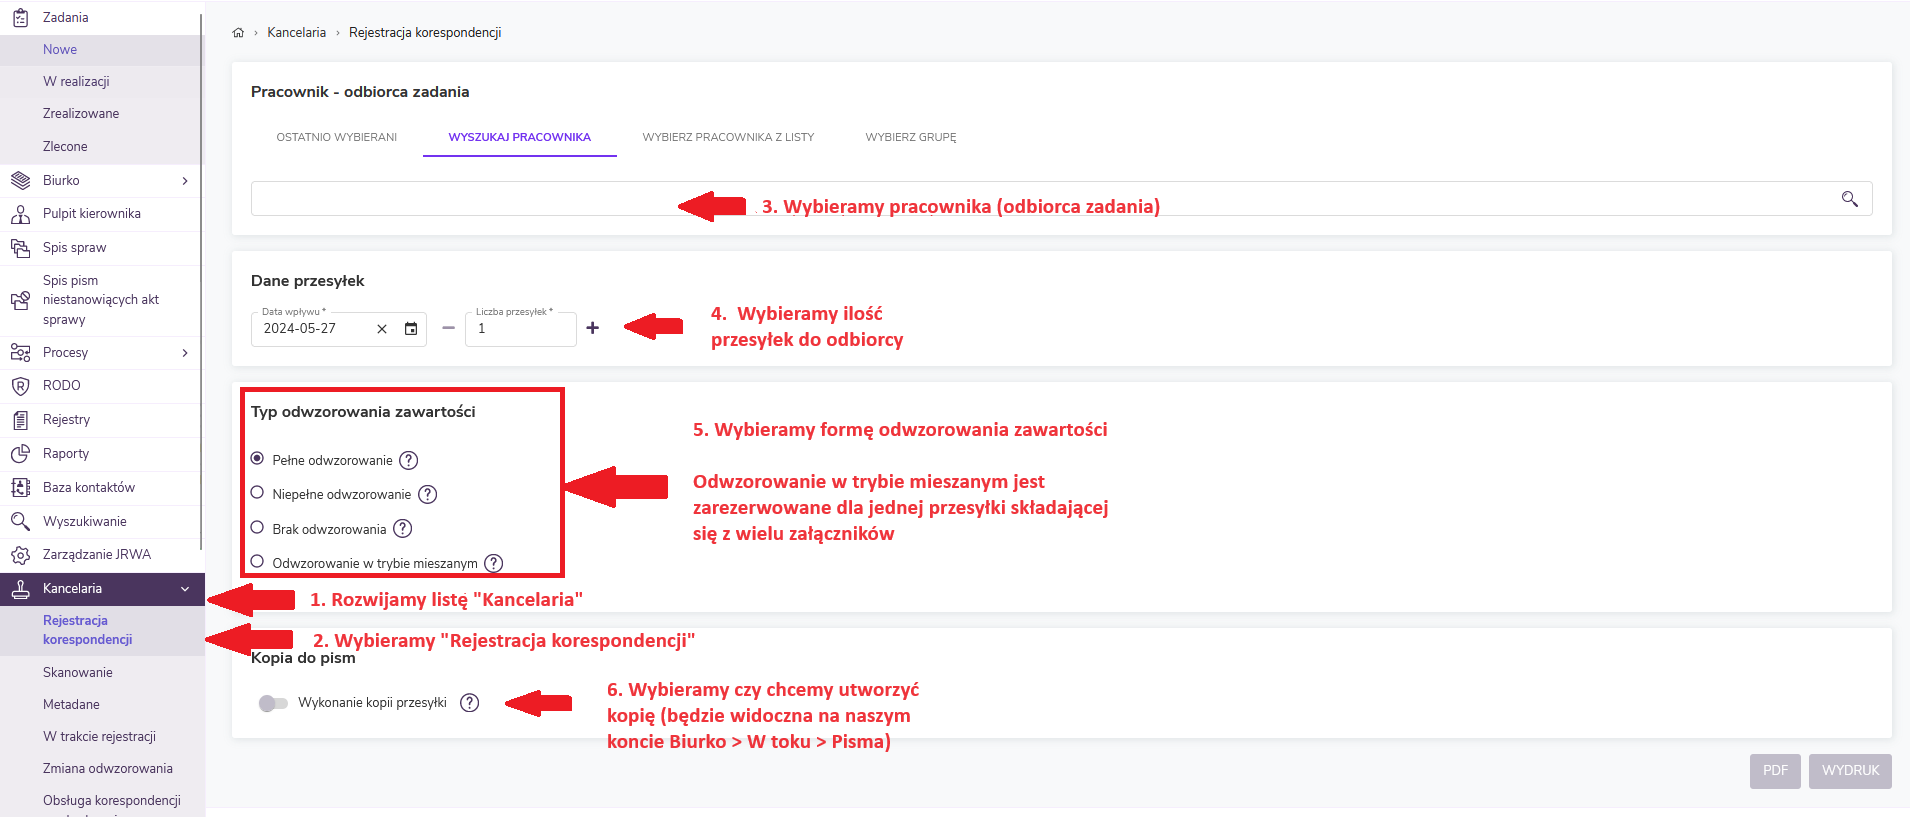 Zadania
Nowe
W realizacji
Zrealizowane
Zlecone
Biurko
Pulpit kierownika
Spis spraw
Spis pism
niestanowiących akt
sprawy
Procesy
RODO
Rejestry
Raporty
Baza kontaktów
Wyszukiwanie
Zarządzanie JRWA
Kancelaria
Rejestracja
korespondencji
Skanowanie
Metadane
W trakcie rejestracji
Zmiana odwzorowania
Obsługa korespondencji
Kancelaria › Rejestracja korespondencji
Pracownik - odbiorca zadania
OSTATNIO WYBIERANI WYSZUKAJ PRACOWNIKA WYBIERZ PRACOWNIKA Z LISTY WYBIERZ GRUPĘ
3. Wybieramy pracownika (odbiorca zadania)
Dane przesyłek
Data wpływu * Liczba przesyłek *
2024-05-27 1
4. Wybieramy ilość
przesyłek do odbiorcy
Typ odwzorowania zawartości
Pełne odwzorowanie
Niepełne odwzorowanie
Brak odwzorowania
Odwzorowanie w trybie mieszanym
5. Wybieramy formę odwzorowania zawartości
Odwzorowanie w trybie mieszanym jest
zarezerwowane dla jednej przesyłki składającej
się z wielu załączników
1. Rozwijamy listę "Kancelaria"
2. Wybieramy "Rejestracja korespondencji"
Kopia do pism
Wykonanie kopii przesyłki
6. Wybieramy czy chcemy utworzyć
kopię (będzie widoczna na naszym
koncie Biurko > W toku > Pisma)
PDF WYDRUK